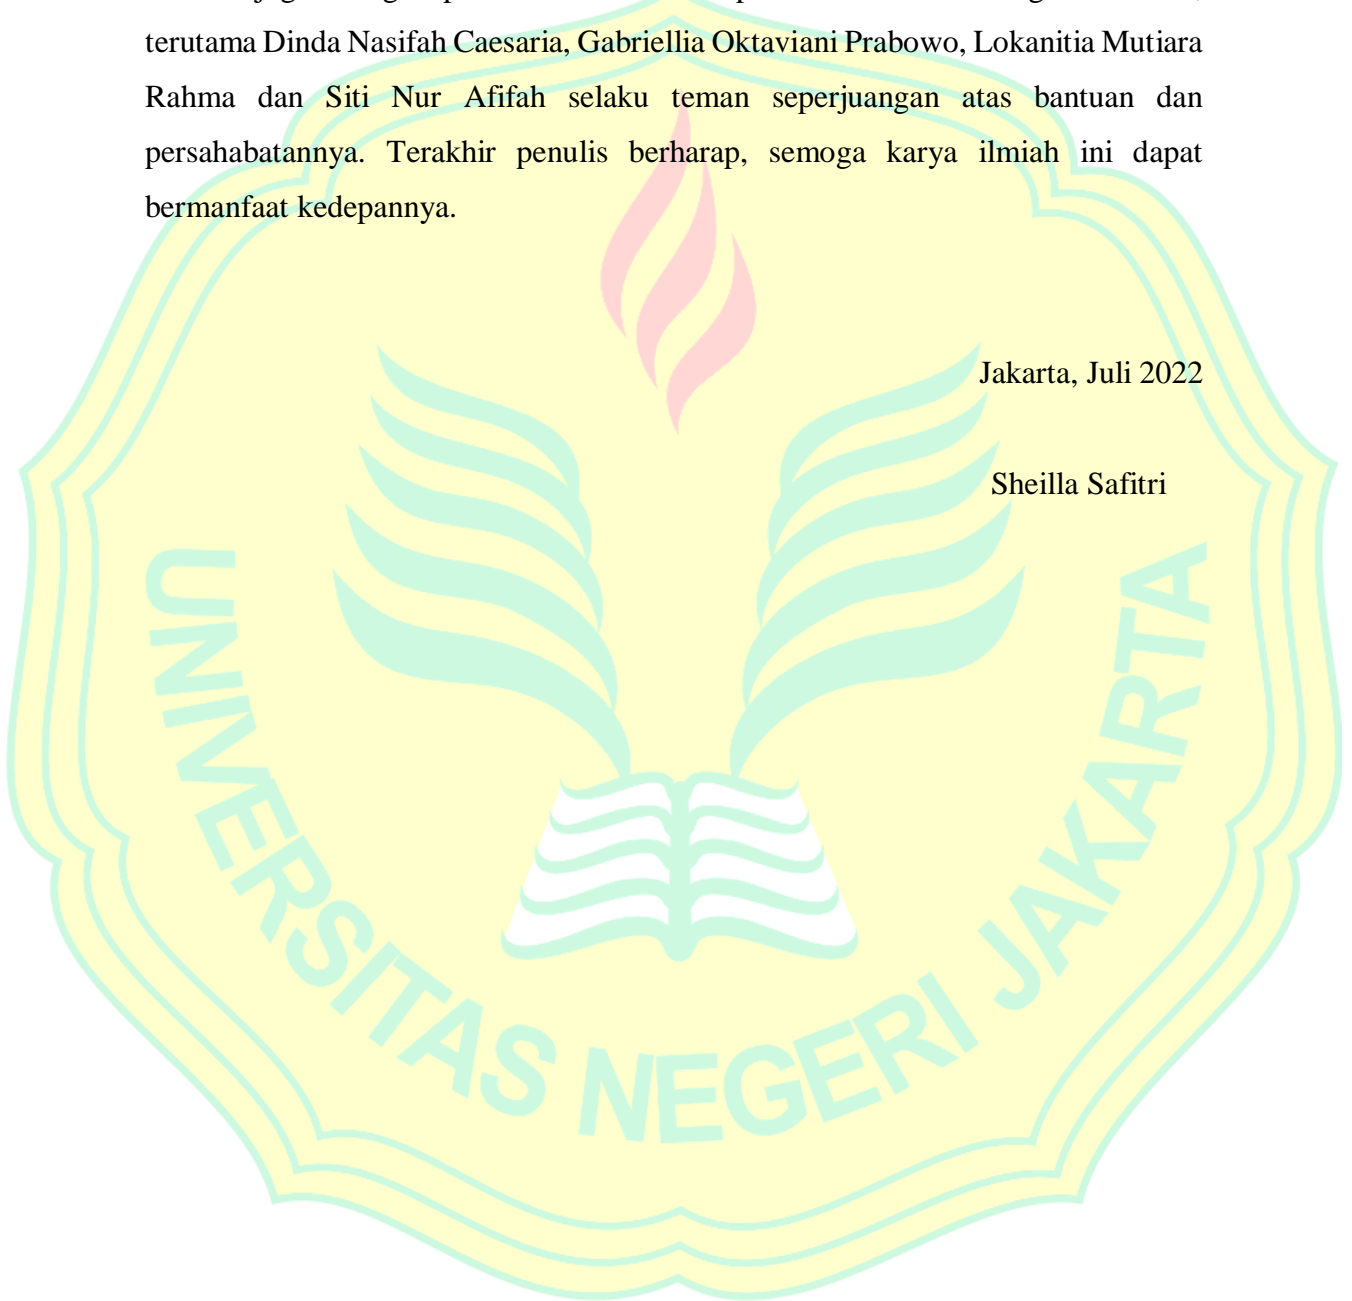 terutama Dinda Nasifah Caesaria, Gabriellia Oktaviani Prabowo, Lokanitia Mutiara
Rahma dan Siti Nur Afifah selaku teman seperjuangan atas bantuan dan
persahabatannya. Terakhir penulis berharap, semoga karya ilmiah ini dapat
bermanfaat kedepannya.
Jakarta, Juli 2022
Sheilla Safitri
UNIVERSITAS NEGERI JAKARTA